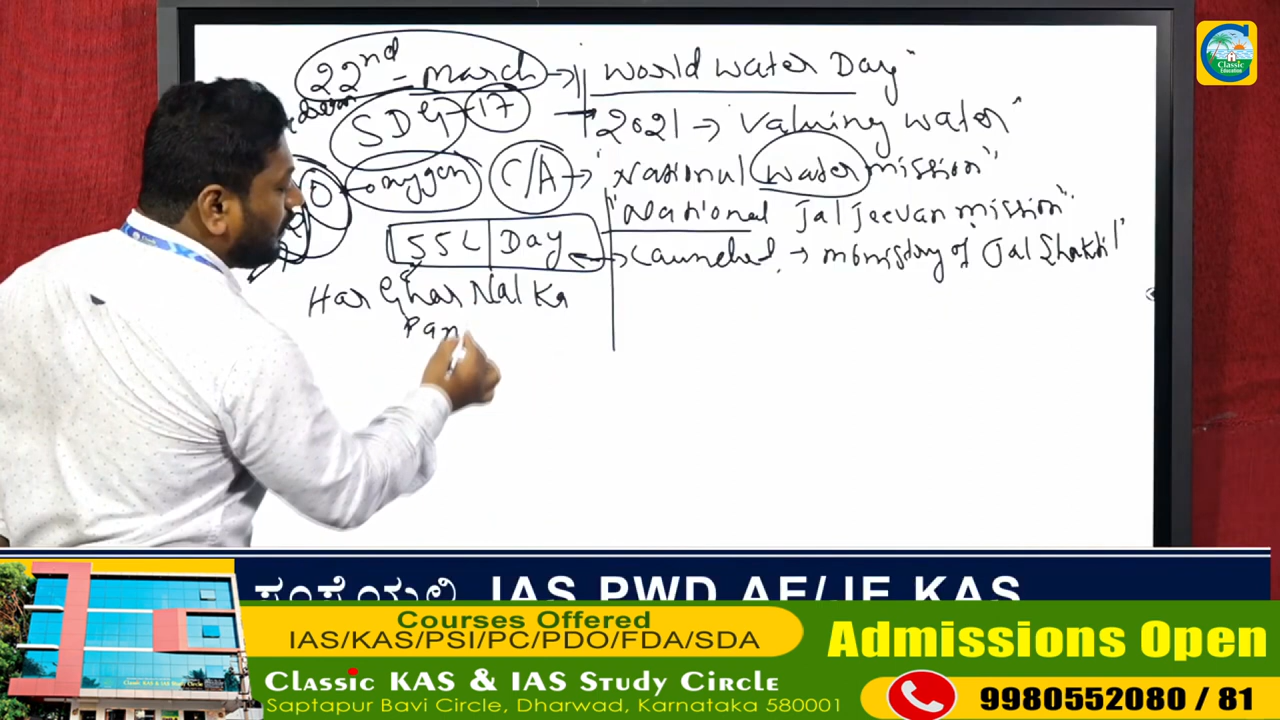 22nd - March → "World Water Day"
SDG - 17 → 2021 → Valuing Water"
O oxygen C/A → "National Water mission"
"National Jal Jeevan mission"
55L | Day → Launched → ministry of "Jal Shakti"
Har Ghar Nal Ka
Pan
Classic
Education
IAS PWD AE/JE KAS
Courses Offered
IAS/KAS/PSI/PC/PDO/FDA/SDA
Admissions Open
Classic KAS & IAS Study Circle
Saptapur Bavi Circle, Dharwad, Karnataka 580001
9980552080 / 81